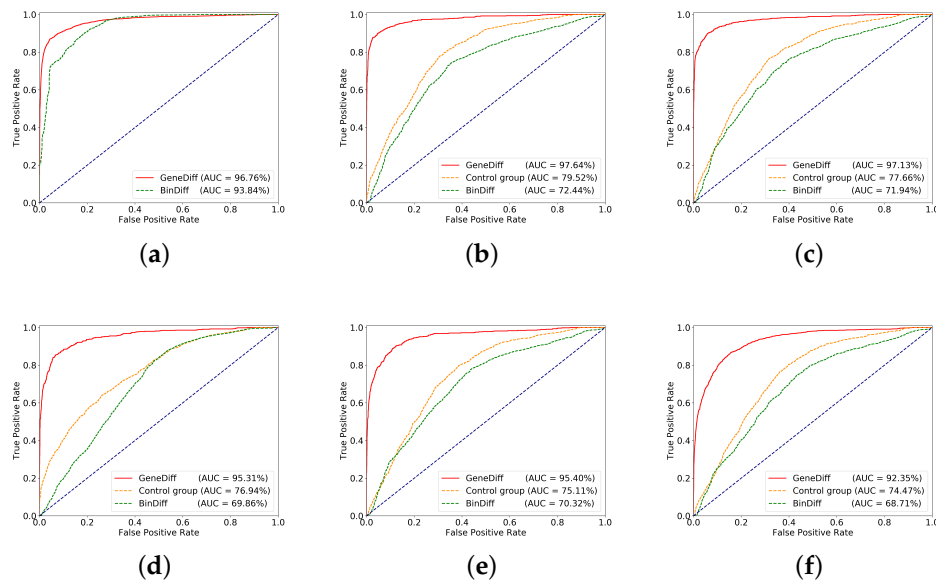 1.0
0.8
0.6
0.4
0.2
0.0
True Positive Rate
GeneDiff (AUC = 96.76%)
BinDiff (AUC = 93.84%)
0.0 0.2 0.4 0.6 0.8 1.0
False Positive Rate
(a)
1.0
0.8
0.6
0.4
0.2
0.0
True Positive Rate
GeneDiff (AUC = 97.64%)
Control group (AUC = 79.52%)
BinDiff (AUC = 72.44%)
0.0 0.2 0.4 0.6 0.8 1.0
False Positive Rate
(b)
1.0
0.8
0.6
0.4
0.2
0.0
True Positive Rate
GeneDiff (AUC = 97.13%)
Control group (AUC = 77.66%)
BinDiff (AUC = 71.94%)
0.0 0.2 0.4 0.6 0.8 1.0
False Positive Rate
(c)
1.0
0.8
0.6
0.4
0.2
0.0
True Positive Rate
GeneDiff (AUC = 95.31%)
Control group (AUC = 76.94%)
BinDiff (AUC = 69.86%)
0.0 0.2 0.4 0.6 0.8 1.0
False Positive Rate
(d)
1.0
0.8
0.6
0.4
0.2
0.0
True Positive Rate
GeneDiff (AUC = 95.40%)
Control group (AUC = 75.11%)
BinDiff (AUC = 70.32%)
0.0 0.2 0.4 0.6 0.8 1.0
False Positive Rate
(e)
1.0
0.8
0.6
0.4
0.2
0.0
True Positive Rate
GeneDiff (AUC = 92.35%)
Control group (AUC = 74.47%)
BinDiff (AUC = 68.71%)
0.0 0.2 0.4 0.6 0.8 1.0
False Positive Rate
(f)